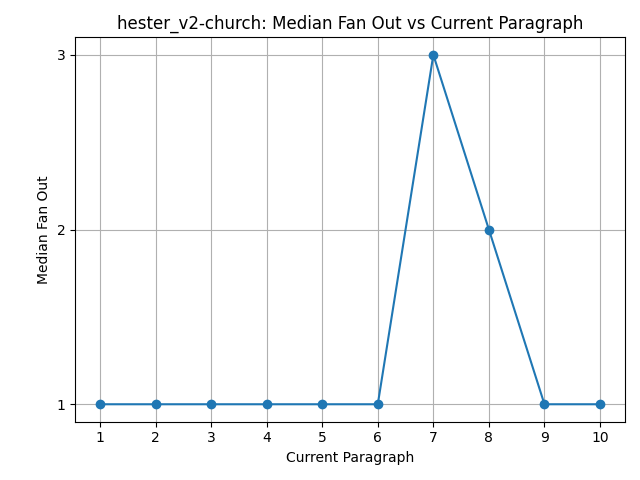 hester_v2-church: Median Fan Out vs Current Paragraph
3
2
1
Median Fan Out
1 2 3 4 5 6 7 8 9 10
Current Paragraph